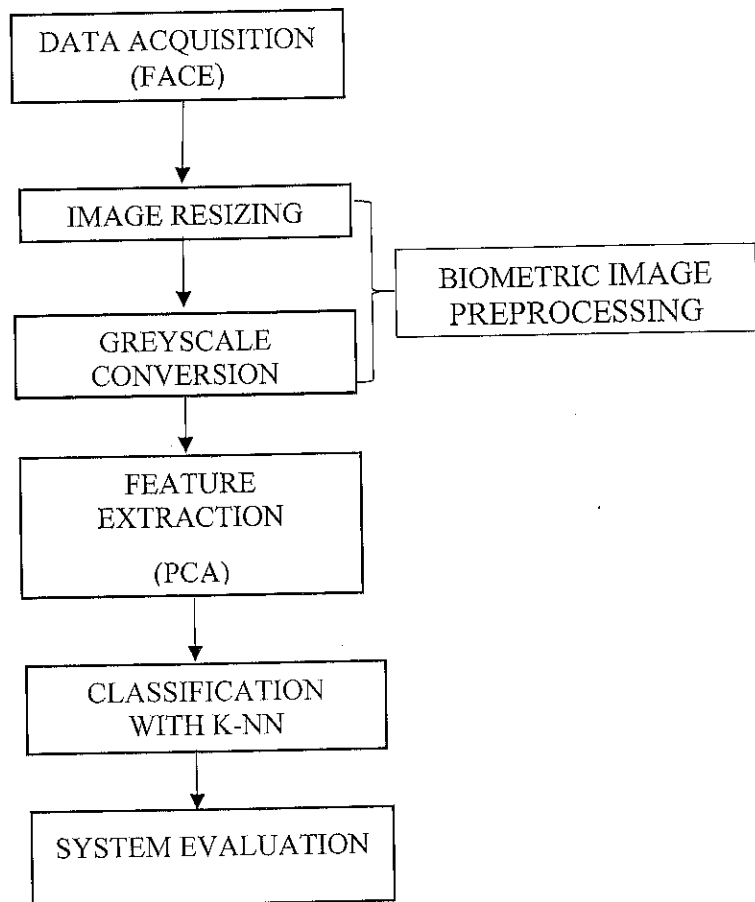 DATA ACQUISITION
(FACE)
IMAGE RESIZING
BIOMETRIC IMAGE
PREPROCESSING
GREYSCALE
CONVERSION
FEATURE
EXTRACTION
(PCA)
CLASSIFICATION
WITH K-NN
SYSTEM EVALUATION